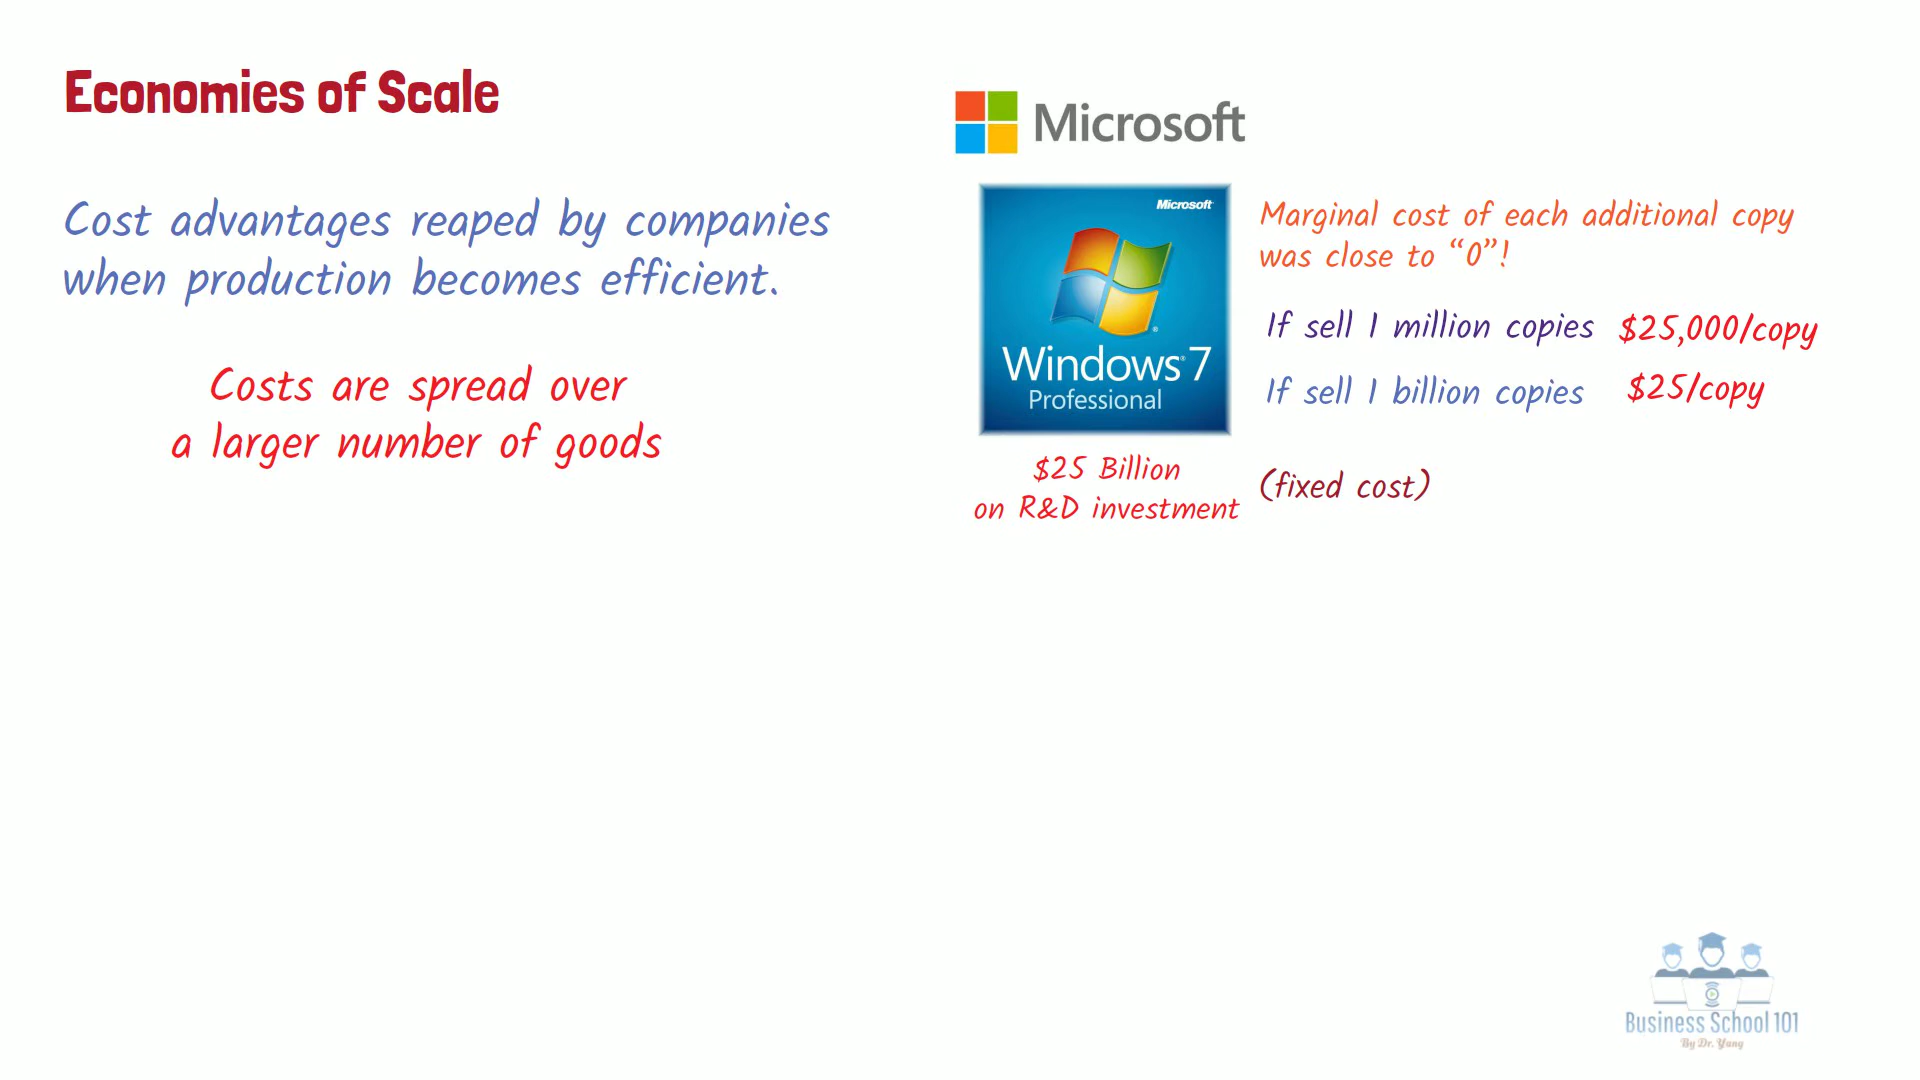 Economies of Scale
Cost advantages reaped by companies
when production becomes efficient.
Costs are spread over
a larger number of goods
Microsoft
Microsoft
Windows® 7
Professional
$25 Billion
on R&D investment
Marginal cost of each additional copy
was close to “0”!
If sell 1 million copies $25,000/copy
If sell 1 billion copies $25/copy
(fixed cost)
Business School 101
By Dr. Yang